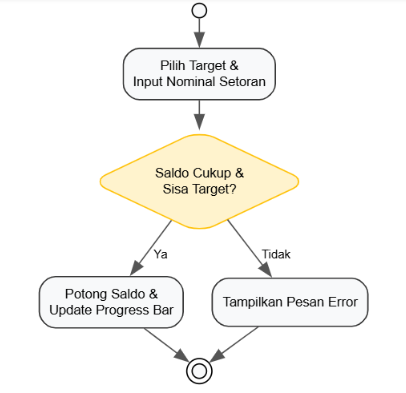 Pilih Target &
Input Nominal Setoran
Saldo Cukup &
Sisa Target?
Ya
Tidak
Potong Saldo &
Update Progress Bar
Tampilkan Pesan Error